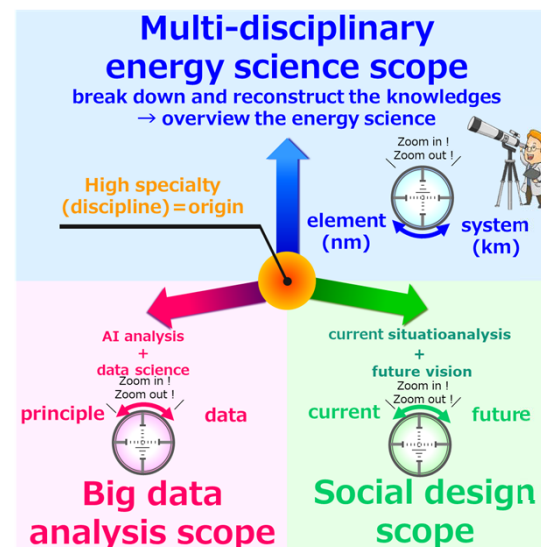 Multi-disciplinary
energy science scope
break down and reconstruct the knowledges
→ overview the energy science
High specialty
(discipline)=origin
Zoom in !
Zoom out !
element
(nm)
system
(km)
AI analysis
+
data science
Zoom in !
Zoom out !
principle
data
Big data
analysis scope
current situatioanalysis
+
future vision
Zoom in !
Zoom out !
current
future
Social design
scope